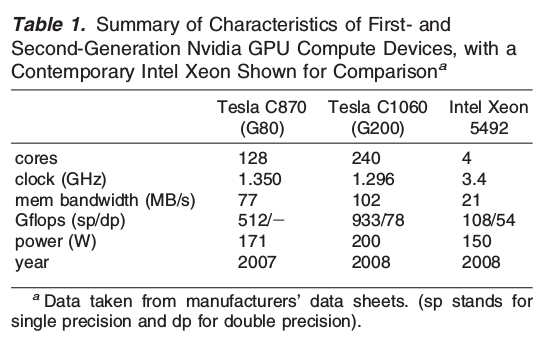 Table 1. Summary of Characteristics of First- and
Second-Generation Nvidia GPU Compute Devices, with a
Contemporary Intel Xeon Shown for Comparisonᵃ
Tesla C870 Tesla C1060 Intel Xeon
(G80) (G200) 5492
cores 128 240 4
clock (GHz) 1.350 1.296 3.4
mem bandwidth (MB/s) 77 102 21
Gflops (sp/dp) 512/− 933/78 108/54
power (W) 171 200 150
year 2007 2008 2008
ᵃ Data taken from manufacturers’ data sheets. (sp stands for
single precision and dp for double precision).